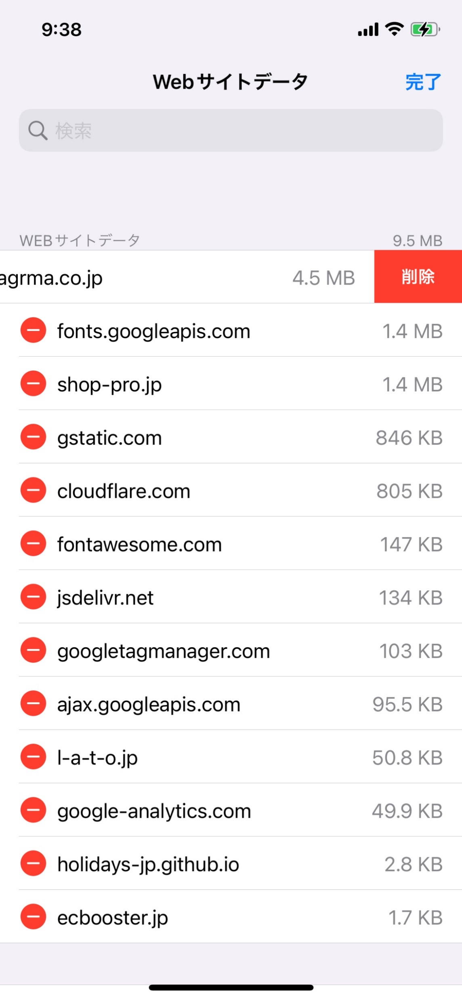 9:38
Webサイトデータ
完了
検索
WEBサイトデータ 9.5 MB
agrma.co.jp 4.5 MB 削除
fonts.googleapis.com 1.4 MB
shop-pro.jp 1.4 MB
gstatic.com 846 KB
cloudflare.com 805 KB
fontawesome.com 147 KB
jsdelivr.net 134 KB
googletagmanager.com 103 KB
ajax.googleapis.com 95.5 KB
l-a-t-o.jp 50.8 KB
google-analytics.com 49.9 KB
holidays-jp.github.io 2.8 KB
ecbooster.jp 1.7 KB